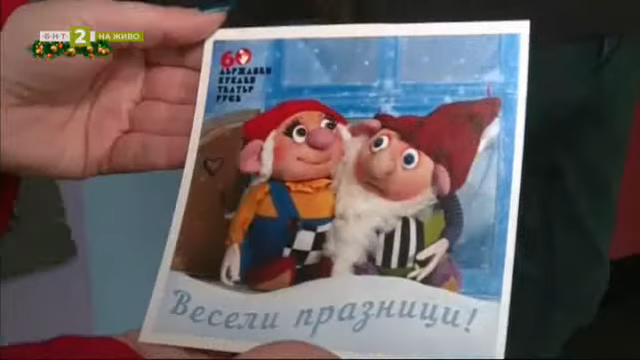 БНТ 2 НА ЖИВО
60
ДЪРЖАВЕН
КУКЛЕН
ТЕАТЪР
РУСЕ
Весели празници!